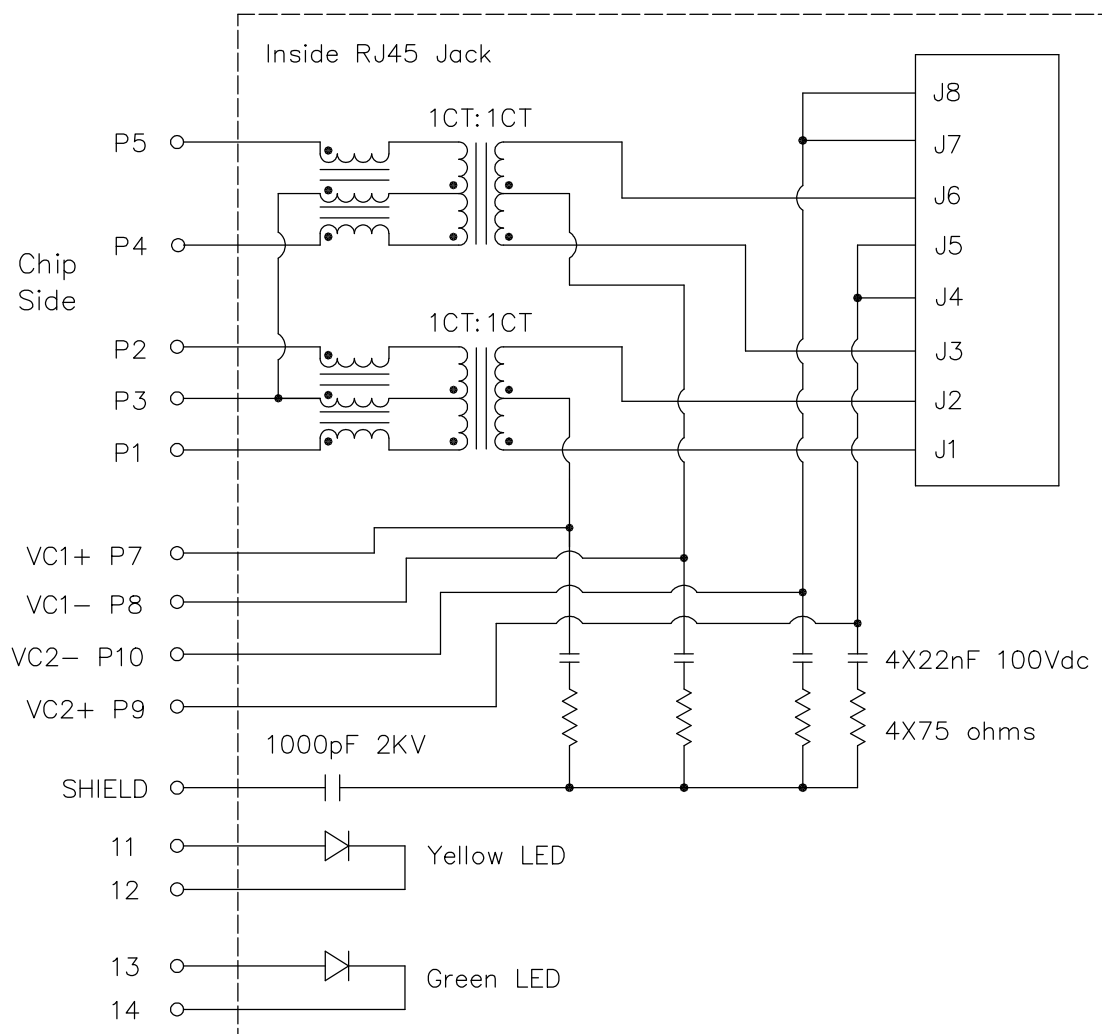 Inside RJ45 Jack
1CT:1CT
P5
P4
Chip
Side
1CT:1CT
P2
P3
P1
J8
J7
J6
J5
J4
J3
J2
J1
VC1+ P7
VC1- P8
VC2- P10
VC2+ P9
4X22nF 100Vdc
4X75 ohms
1000pF 2KV
SHIELD
11
12
Yellow LED
13
14
Green LED